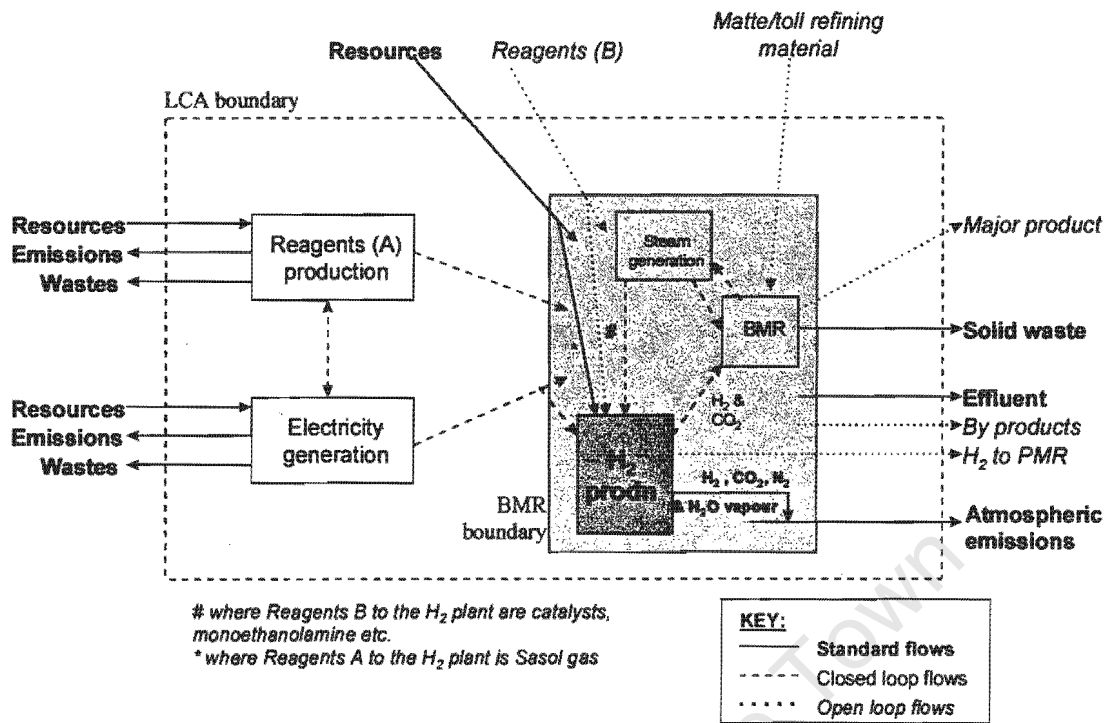 Matte/toll refining
material
Resources
Reagents (B)
LCA boundary
Resources
Emissions
Wastes
Reagents (A)
production
Steam
generation
Major product
#
BMR
Solid waste
*
Resources
Emissions
Wastes
Electricity
generation
H₂ &
CO₂
Effluent
By products
H₂ to PMR
H₂
prodn
H₂, CO₂, N₂
& H₂O vapour
BMR
boundary
Atmospheric
emissions
# where Reagents B to the H₂ plant are catalysts,
monoethanolamine etc.
* where Reagents A to the H₂ plant is Sasol gas
KEY:
Standard flows
Closed loop flows
Open loop flows
Town